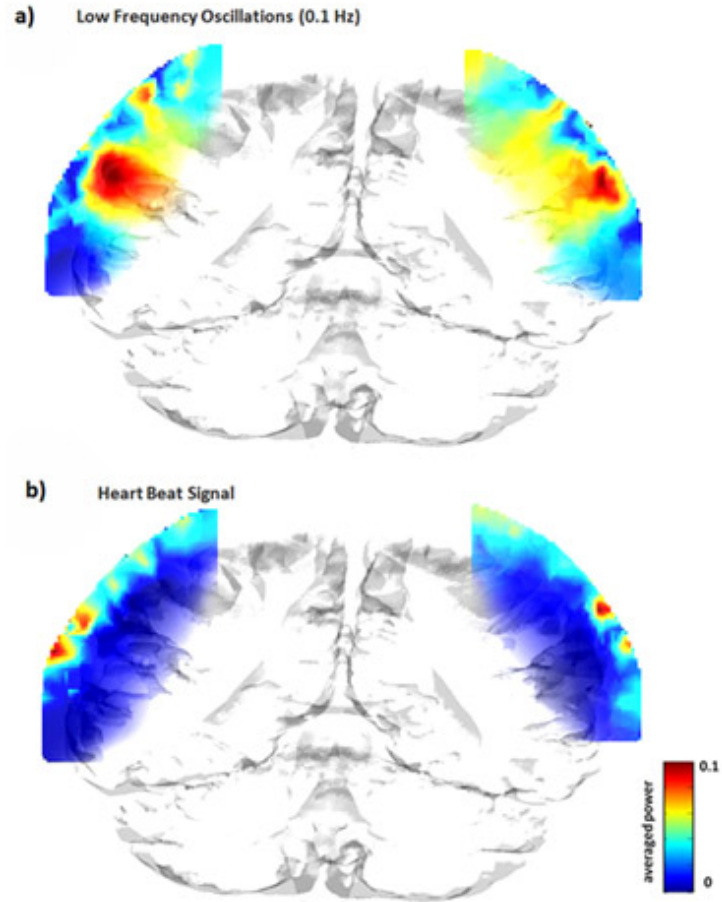 a) Low Frequency Oscillations (0.1 Hz)
b) Heart Beat Signal
0.1
averaged power
0